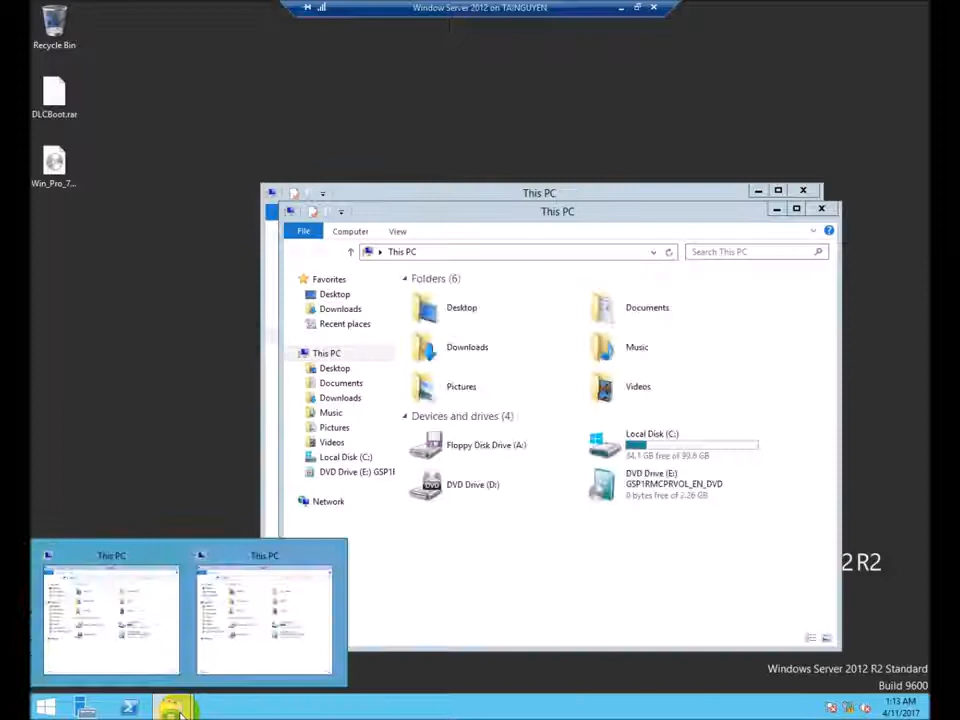 Window Server 2012 on TAINGUYEN
Recycle Bin
DLCBoot.rar
Win_Pro_7...
This PC
This PC
File
Computer
View
This PC
Search This PC
Favorites
Desktop
Downloads
Recent places
This PC
Desktop
Documents
Downloads
Music
Pictures
Videos
Local Disk (C:)
DVD Drive (E:) GSP1F
Network
Folders (6)
Desktop
Documents
Downloads
Music
Pictures
Videos
Devices and drives (4)
Floppy Disk Drive (A:)
Local Disk (C:)
84.1 GB free of 99.6 GB
DVD Drive (D:)
DVD Drive (E:)
GSP1RMCPRVOL_EN_DVD
0 bytes free of 2.26 GB
This PC
This PC
2 R2
Windows Server 2012 R2 Standard
Build 9600
1:13 AM
4/11/2017